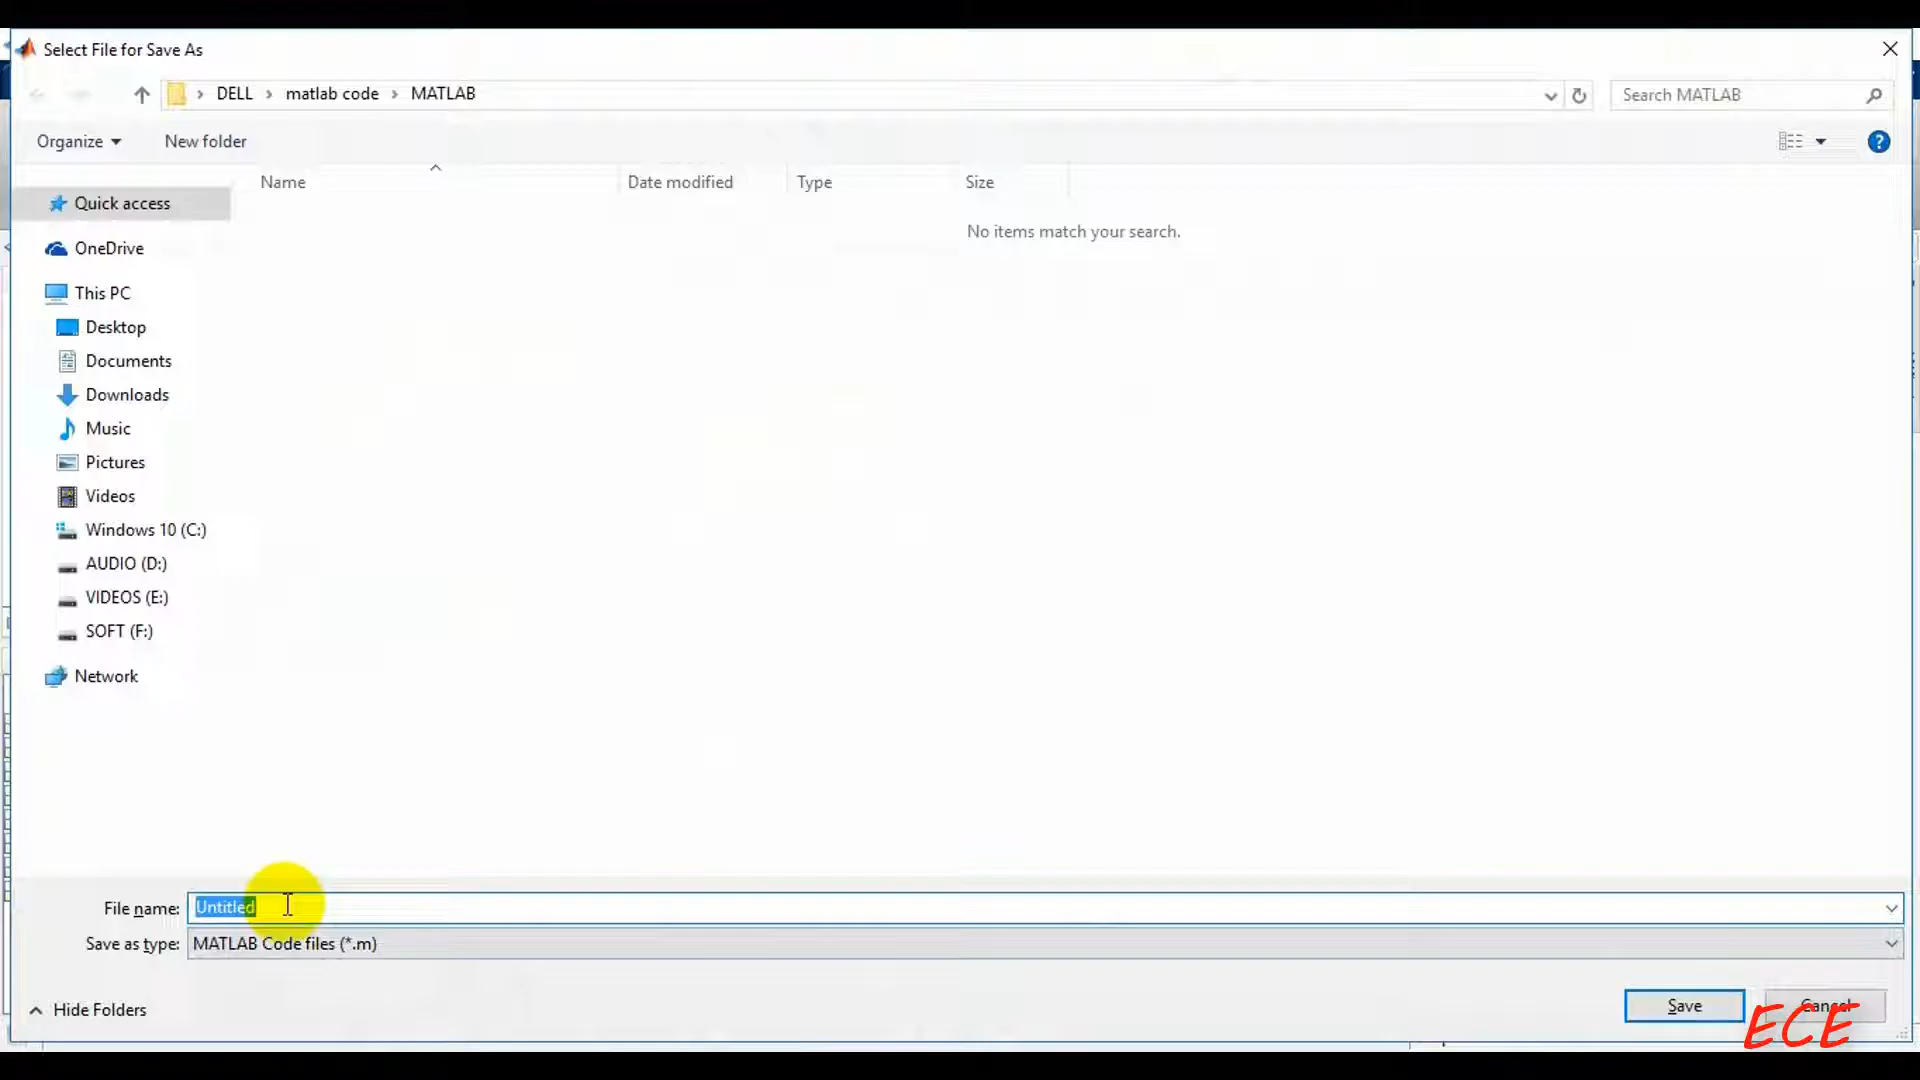 Select File for Save As
DELL > matlab code > MATLAB
Search MATLAB
Organize
New folder
Name
Date modified
Type
Size
No items match your search.
Quick access
OneDrive
This PC
Desktop
Documents
Downloads
Music
Pictures
Videos
Windows 10 (C:)
AUDIO (D:)
VIDEOS (E:)
SOFT (F:)
Network
File name: Untitled
Save as type: MATLAB Code files (*.m)
Hide Folders
Save
Cancel
ECE